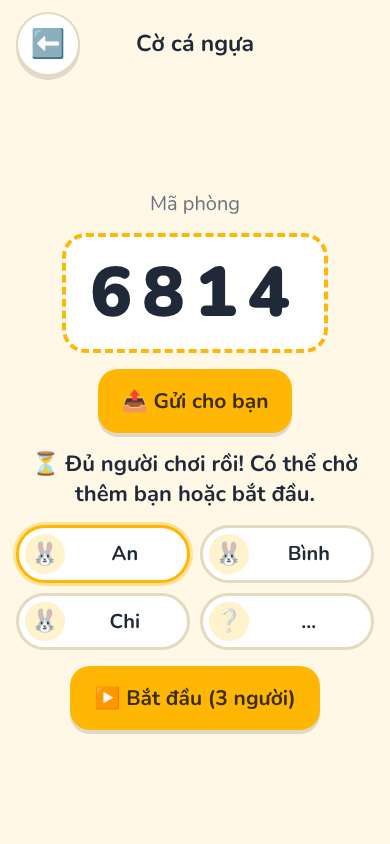 Cờ cá ngựa
Mã phòng
6814
Gửi cho bạn
Đủ người chơi rồi! Có thể chờ
thêm bạn hoặc bắt đầu.
An
Bình
Chi
...
Bắt đầu (3 người)